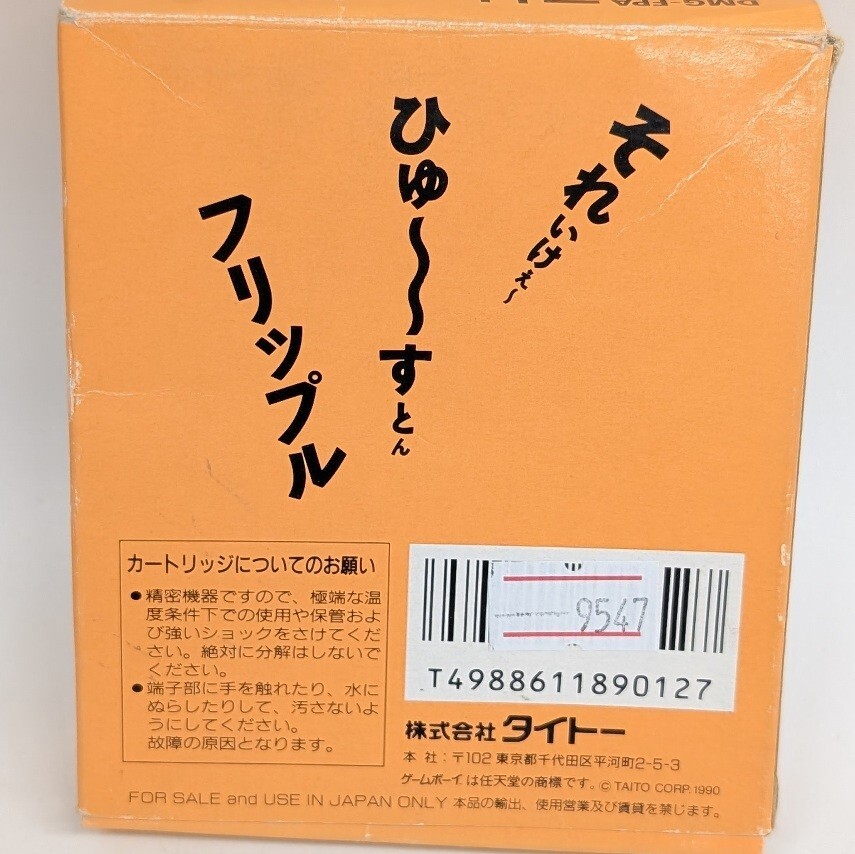 DMG-FPA
それいけぇ～
ひゅ～～すとん
フリップル
カートリッジについてのお願い
●精密機器ですので、極端な温
度条件下での使用や保管およ
び強いショックをさけてくだ
さい。絶対に分解はしないで
ください。
●端子部に手を触れたり、水に
ぬらしたりして、汚さないよ
うにしてください。
故障の原因となります。
9547
T4988611890127
株式会社 タイトー
本 社：〒102 東京都千代田区平河町2-5-3
ゲームボーイ は任天堂の商標です。© TAITO CORP. 1990
FOR SALE and USE IN JAPAN ONLY 本品の輸出、使用営業及び賃貸を禁じます。